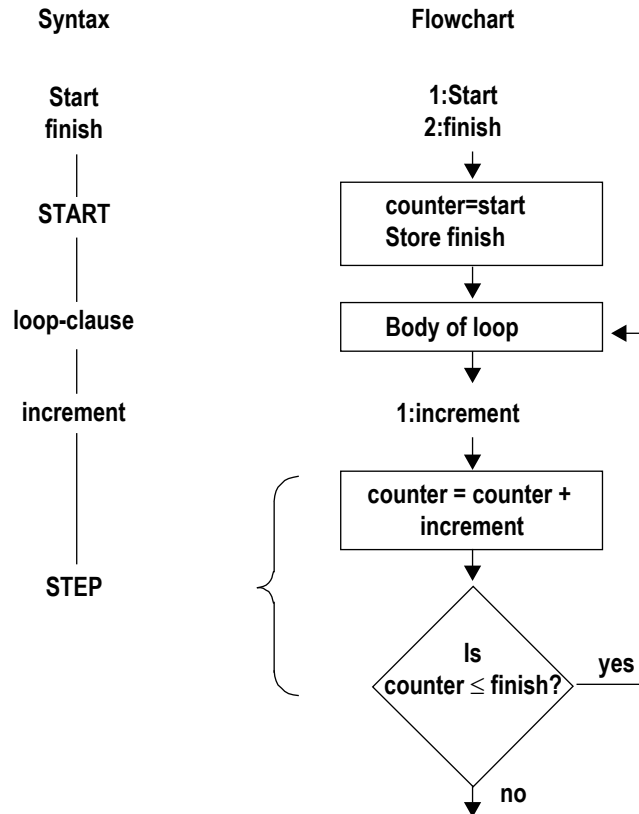 Syntax
Flowchart
Start
finish
START
loop-clause
increment
STEP
1:Start
2:finish
counter=start
Store finish
Body of loop
1:increment
counter = counter +
increment
Is
counter ≤ finish?
yes
no